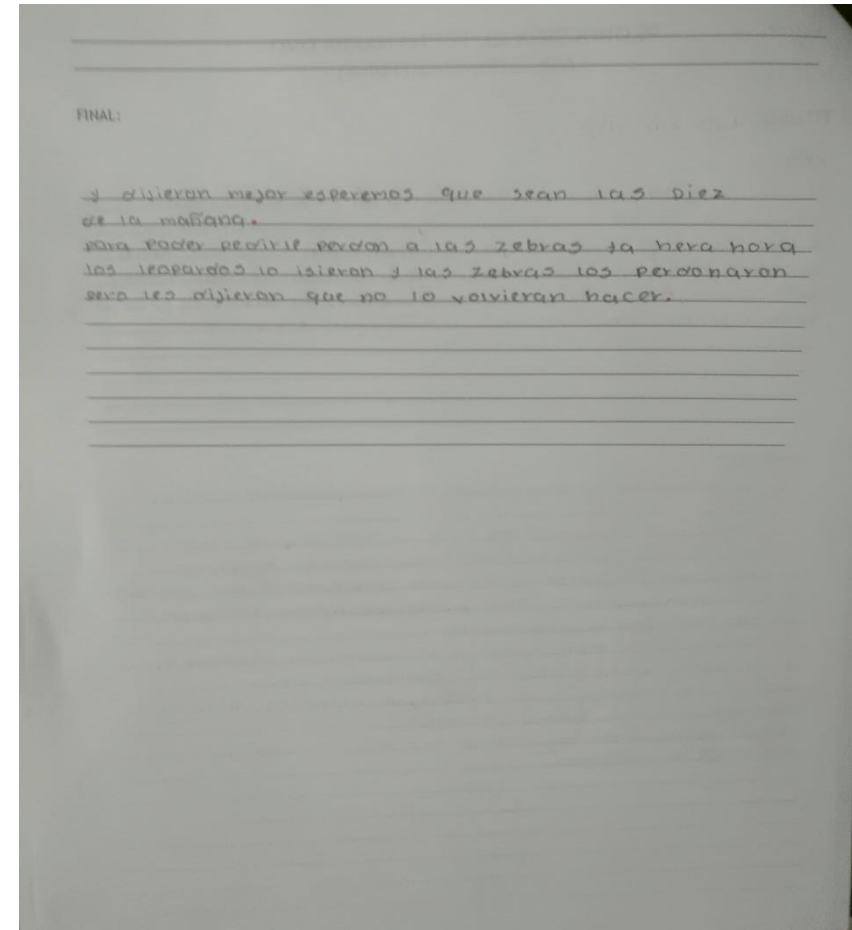 FINAL:
y dijieron mejor esperemos que sean las Diez
de la mañana.
para poder pedirle perdon a las zebras ya hera hora
los leopardos lo isieron y las zebras los perdonaron
pero les dijieron que no lo volvieran hacer.